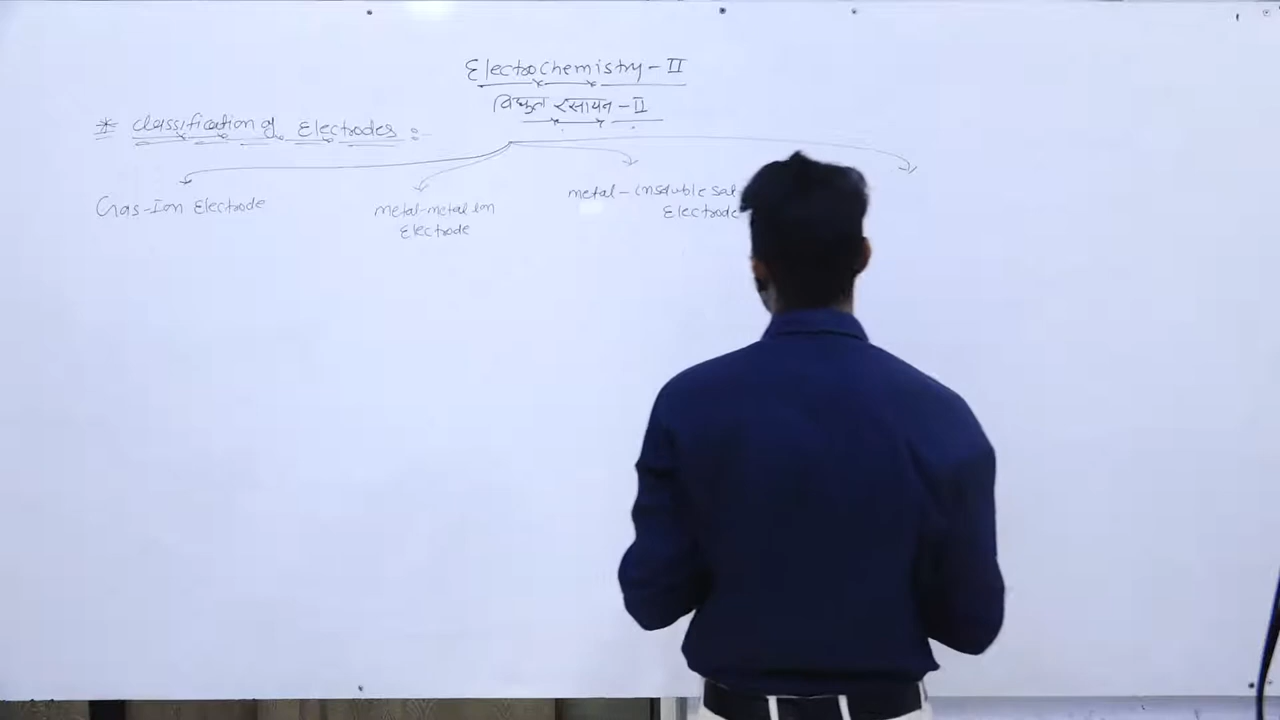 Electrochemistry - II
विद्युत रसायन - II
* Classification of Electrodes :
Gas-Ion Electrode
metal-metal Ion
Electrode
metal-insoluble salt
Electrode